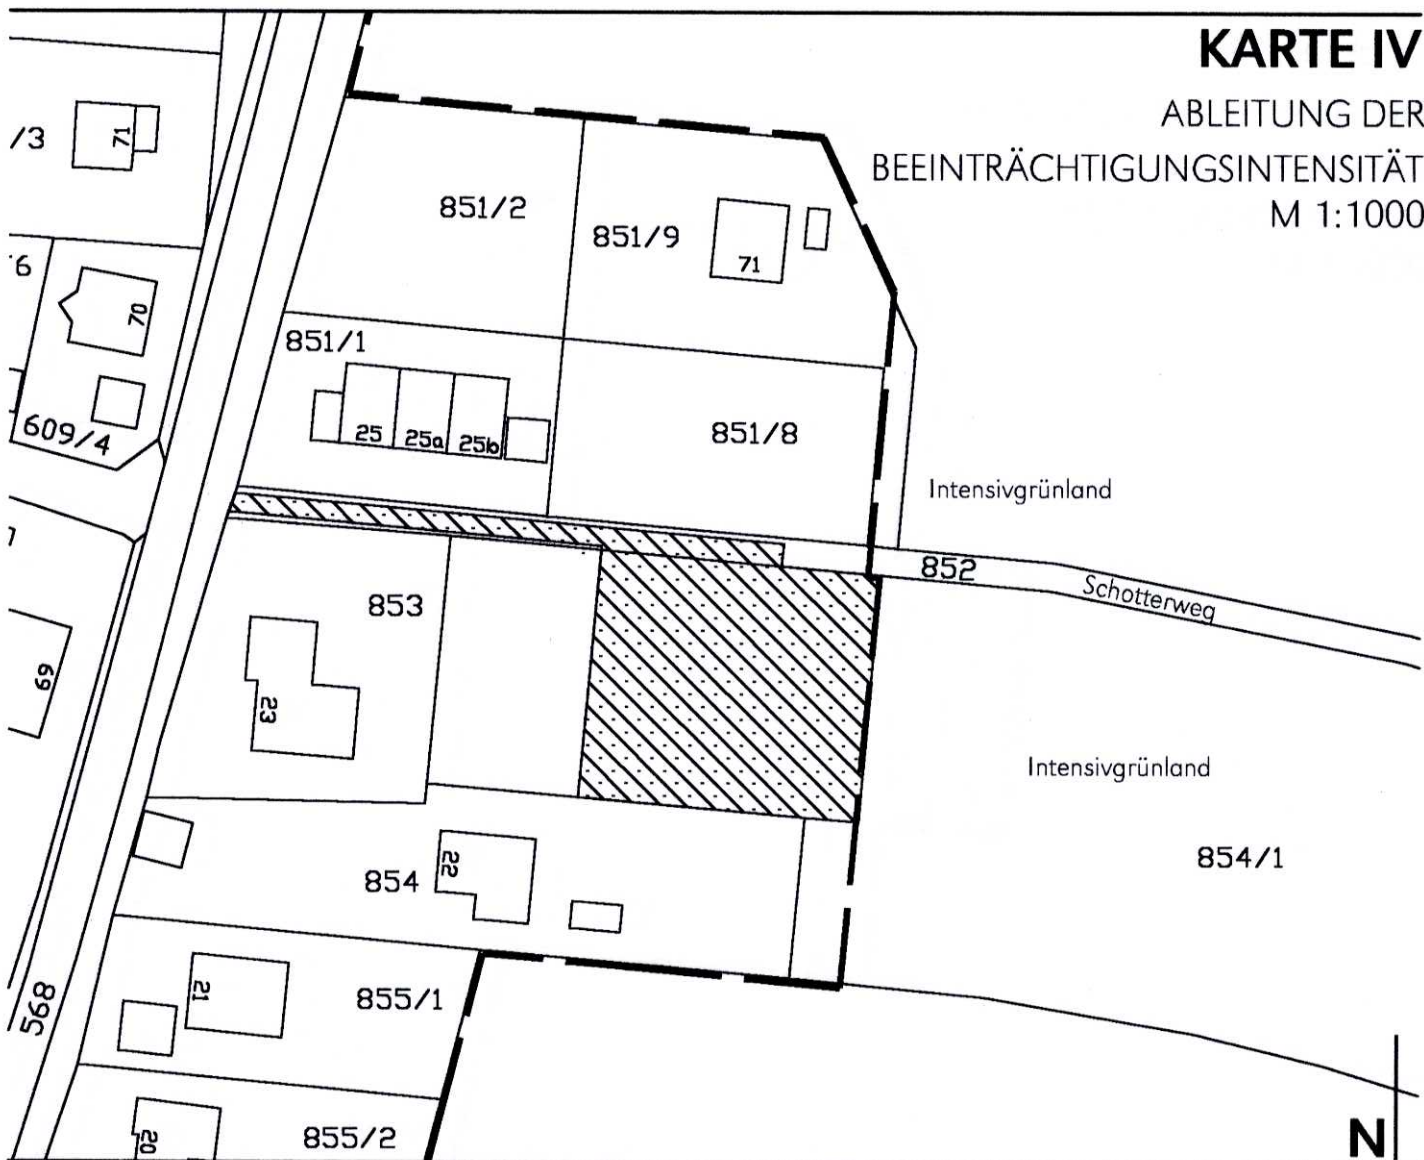 KARTE IV
ABLEITUNG DER
BEEINTRÄCHTIGUNGSINTENSITÄT
M 1:1000
/3
71
851/2
851/9
71
6
70
851/1
609/4
25
25a
25b
851/8
Intensivgrünland
852
Schotterweg
853
69
23
Intensivgrünland
854/1
22
854
21
855/1
568
20
855/2
N